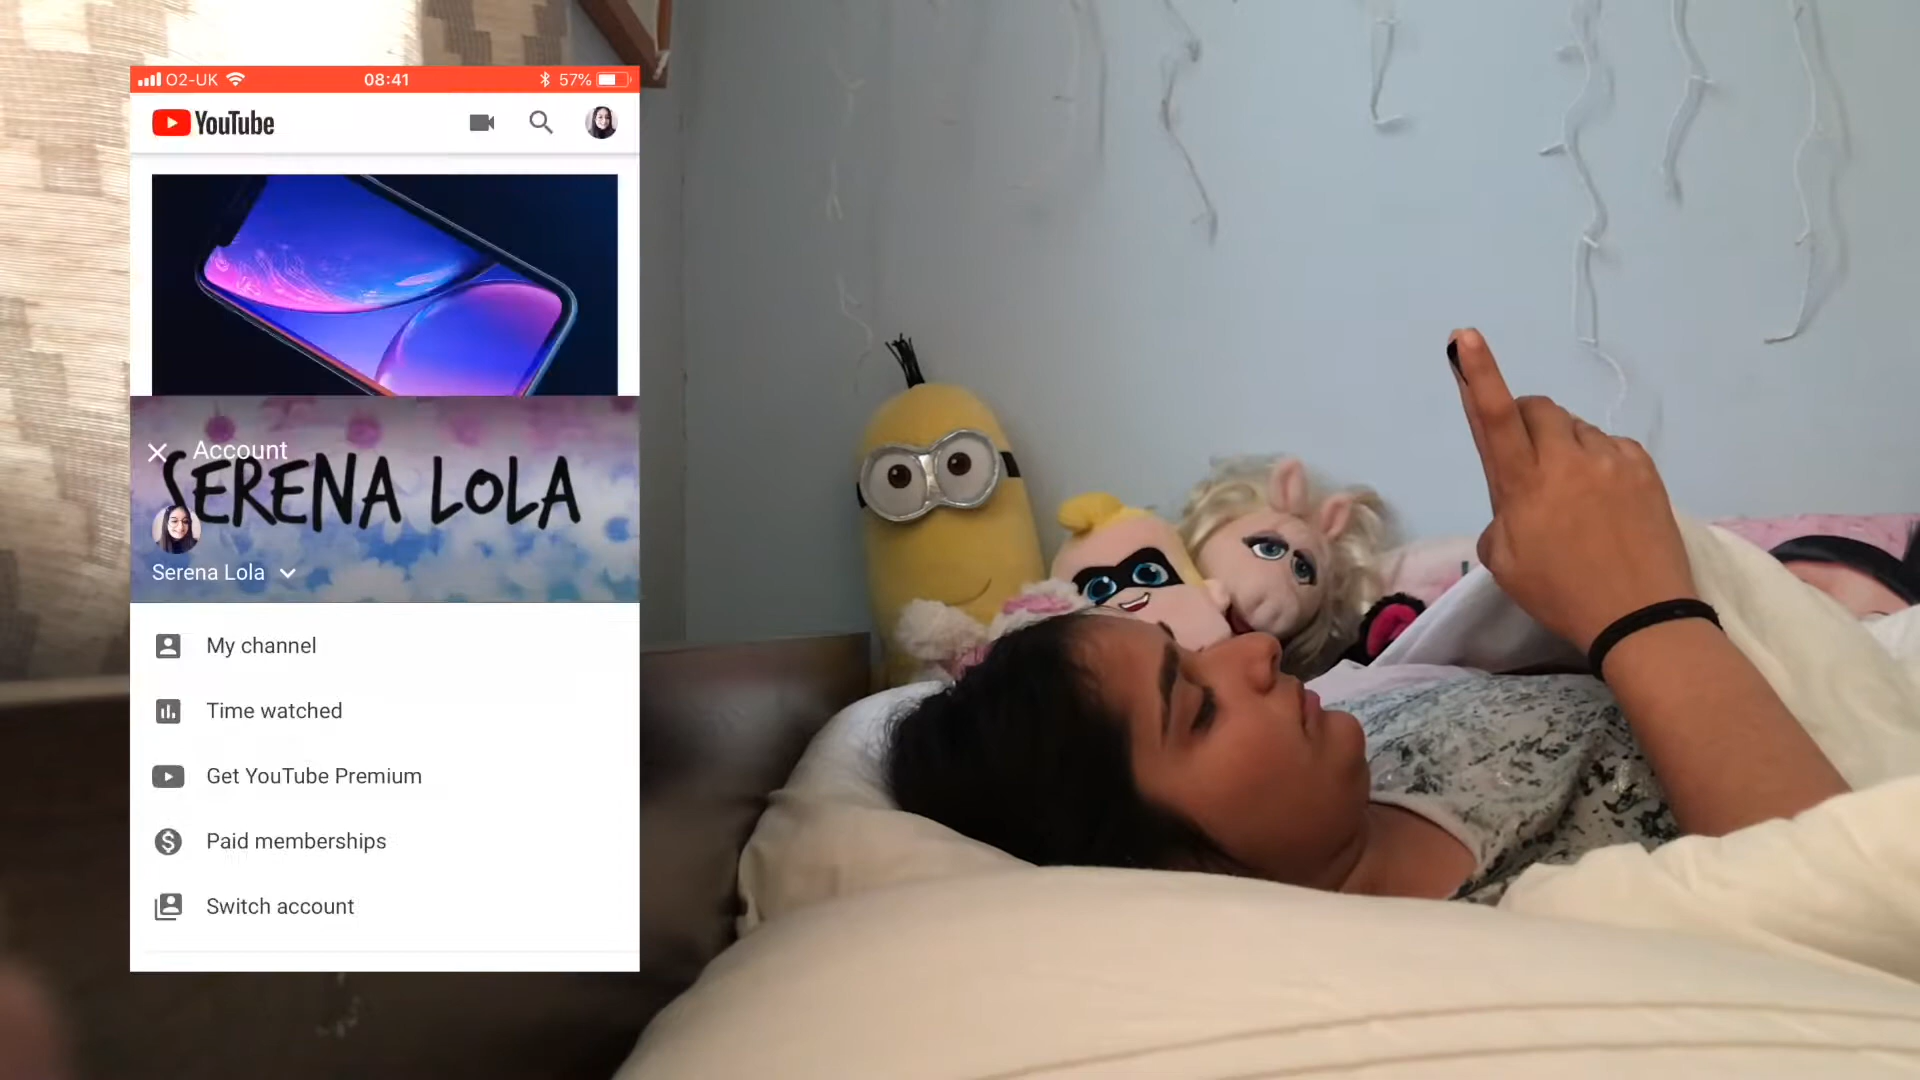 O2-UK 08:41 57%
YouTube
Account
SERENA LOLA
Serena Lola
My channel
Time watched
Get YouTube Premium
Paid memberships
Switch account